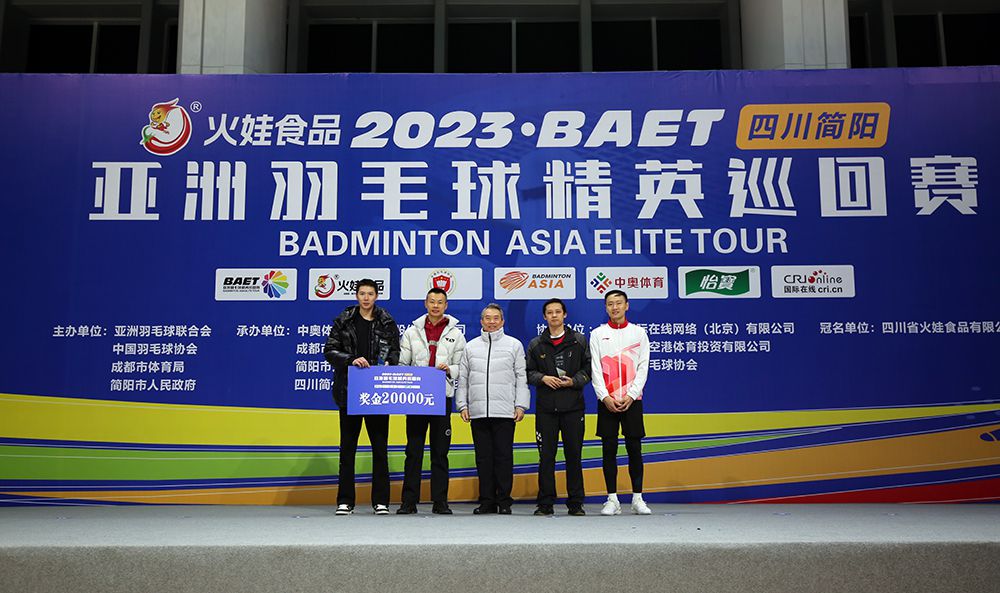 火娃食品 2023·BAET 四川简阳
®
亚洲羽毛球精英巡回赛
BADMINTON ASIA ELITE TOUR
BAET 火娃食品 BADMINTON ASIA 中奥体育 怡宝 CRI online 国际在线 cri.cn
主办单位：亚洲羽毛球联合会
中国羽毛球协会
成都市体育局
简阳市人民政府
承办单位：中奥体
成都
简阳
四川
在线网络（北京）有限公司
空港体育投资有限公司
毛球协会
冠名单位：四川省火娃食品有限公
2023·BAET
奖金20000元